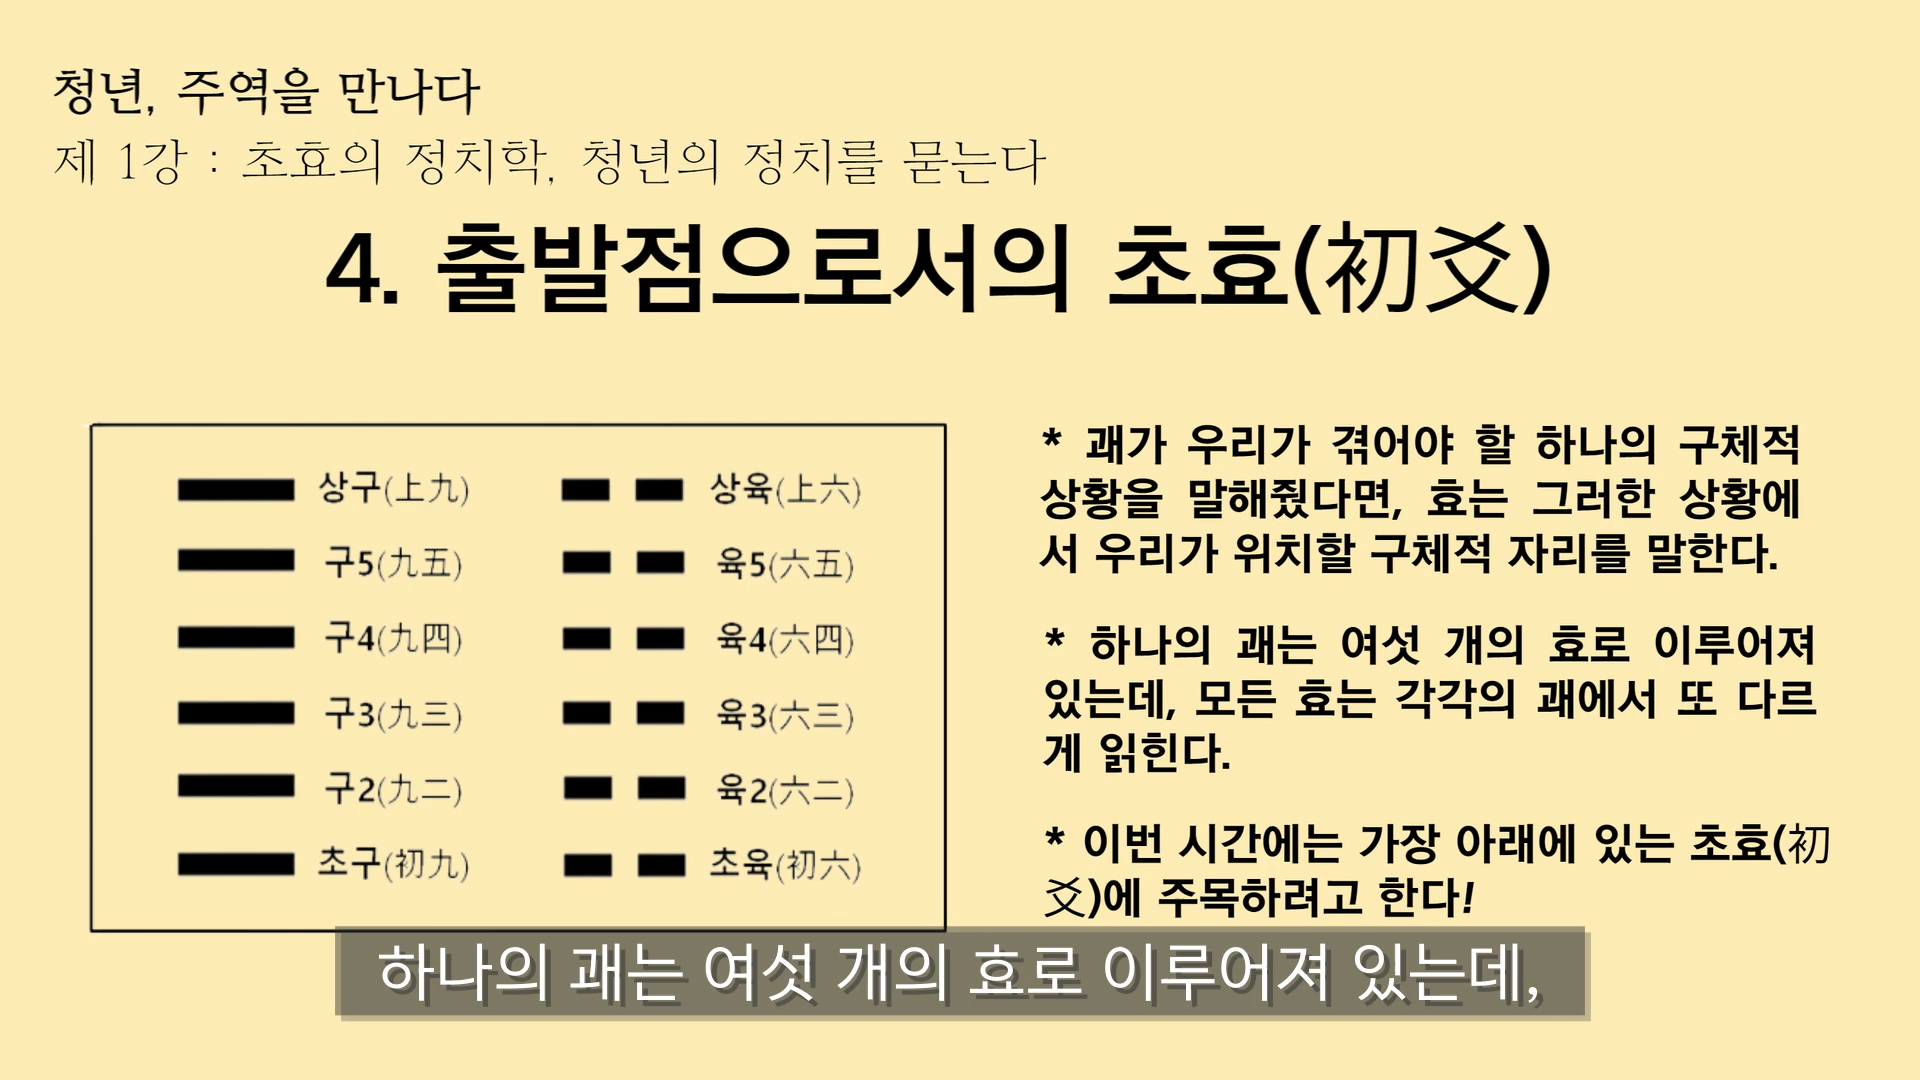 청년, 주역을 만나다
제 1강 : 초효의 정치학, 청년의 정치를 묻는다
4. 출발점으로서의 초효(初爻)
상구(上九) 상육(上六)
구5(九五) 육5(六五)
구4(九四) 육4(六四)
구3(九三) 육3(六三)
구2(九二) 육2(六二)
초구(初九) 초육(初六)
* 괘가 우리가 겪어야 할 하나의 구체적
상황을 말해줬다면, 효는 그러한 상황에
서 우리가 위치할 구체적 자리를 말한다.
* 하나의 괘는 여섯 개의 효로 이루어져
있는데, 모든 효는 각각의 괘에서 또 다르
게 읽힌다.
* 이번 시간에는 가장 아래에 있는 초효(初
爻)에 주목하려고 한다!
하나의 괘는 여섯 개의 효로 이루어져 있는데,